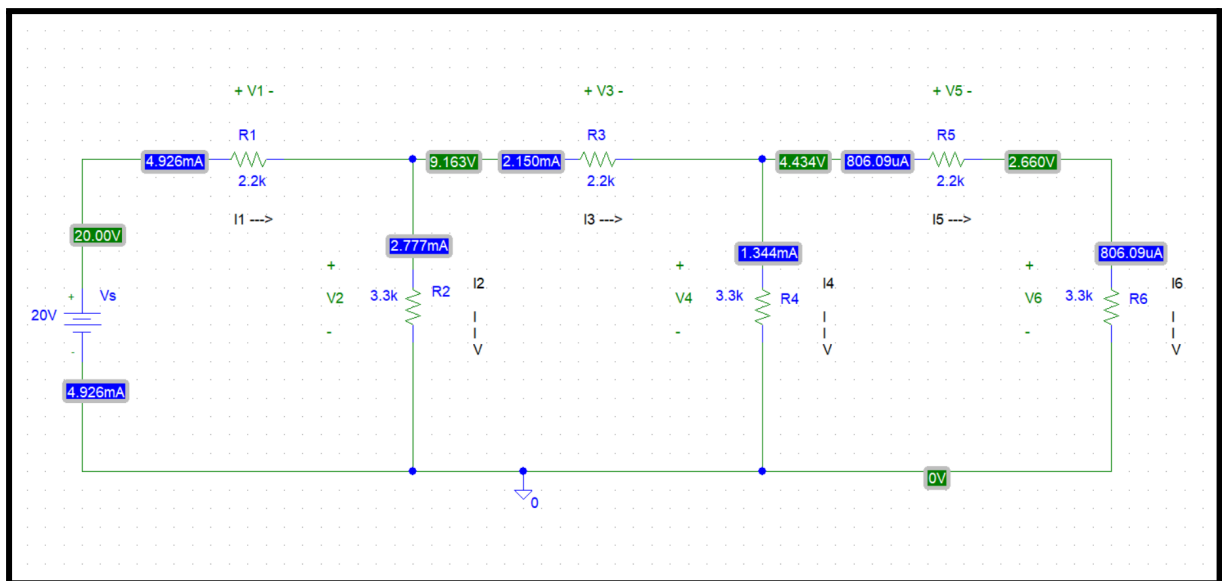 + V1 -
+ V3 -
+ V5 -
R1
R3
R5
4.926mA
9.163V
2.150mA
4.434V
806.09uA
2.660V
2.2k
2.2k
2.2k
I1 --->
I3 --->
I5 --->
20.00V
2.777mA
1.344mA
806.09uA
+
V2
-
3.3k
R2
I2
|
|
V
+
V4
-
3.3k
R4
I4
|
|
V
+
V6
-
3.3k
R6
I6
|
|
V
+
Vs
20V
-
4.926mA
0V
0